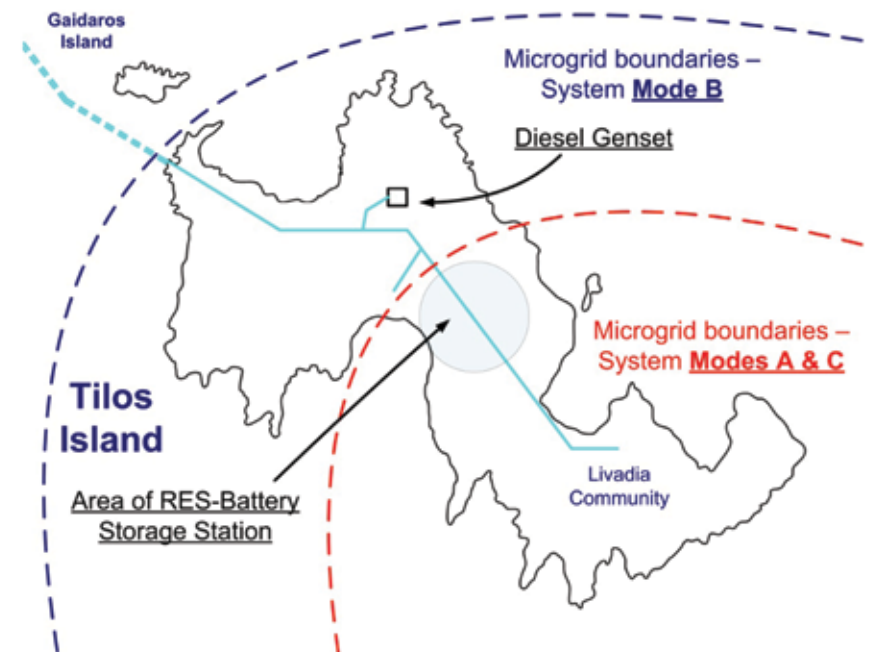 Gaidaros
Island
Microgrid boundaries –
System Mode B
Diesel Genset
Microgrid boundaries –
System Modes A & C
Tilos
Island
Area of RES-Battery
Storage Station
Livadia
Community